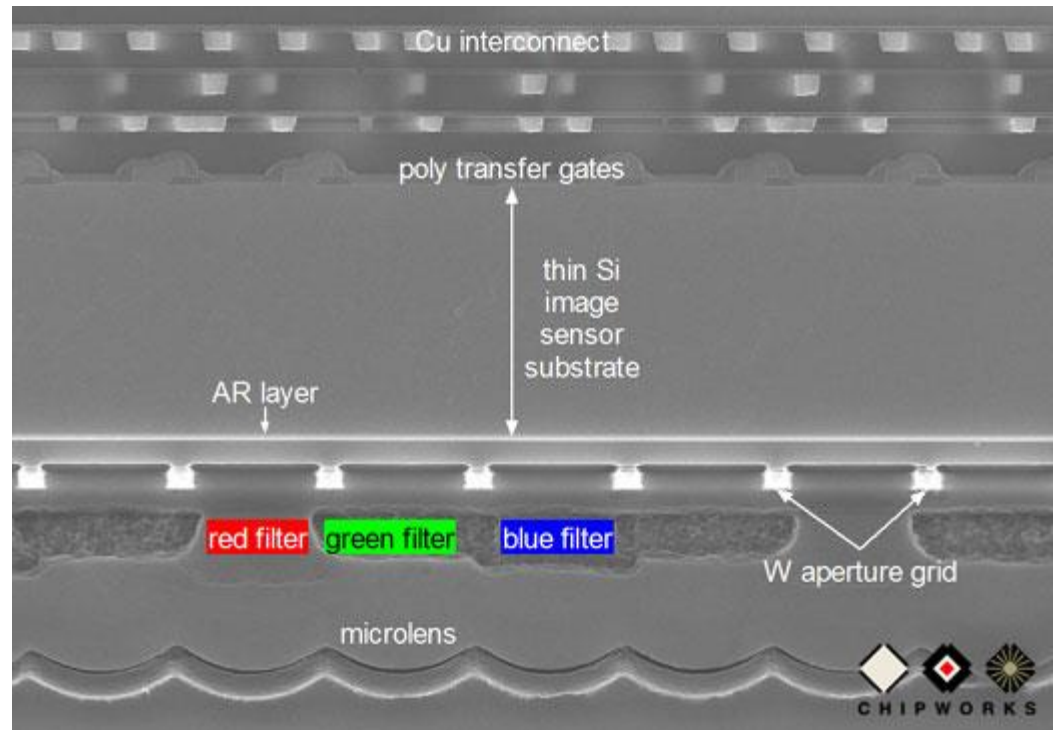 Cu interconnect
poly transfer gates
thin Si
image
sensor
substrate
AR layer
red filter green filter blue filter
W aperture grid
microlens
CHIPWORKS